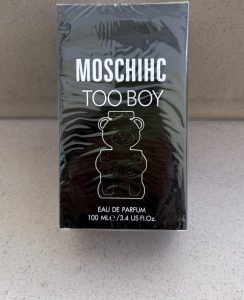 MOSCHIHC
TOO BOY
EAU DE PARFUM
100 ML ℮ / 3.4 US Fl.Oz.